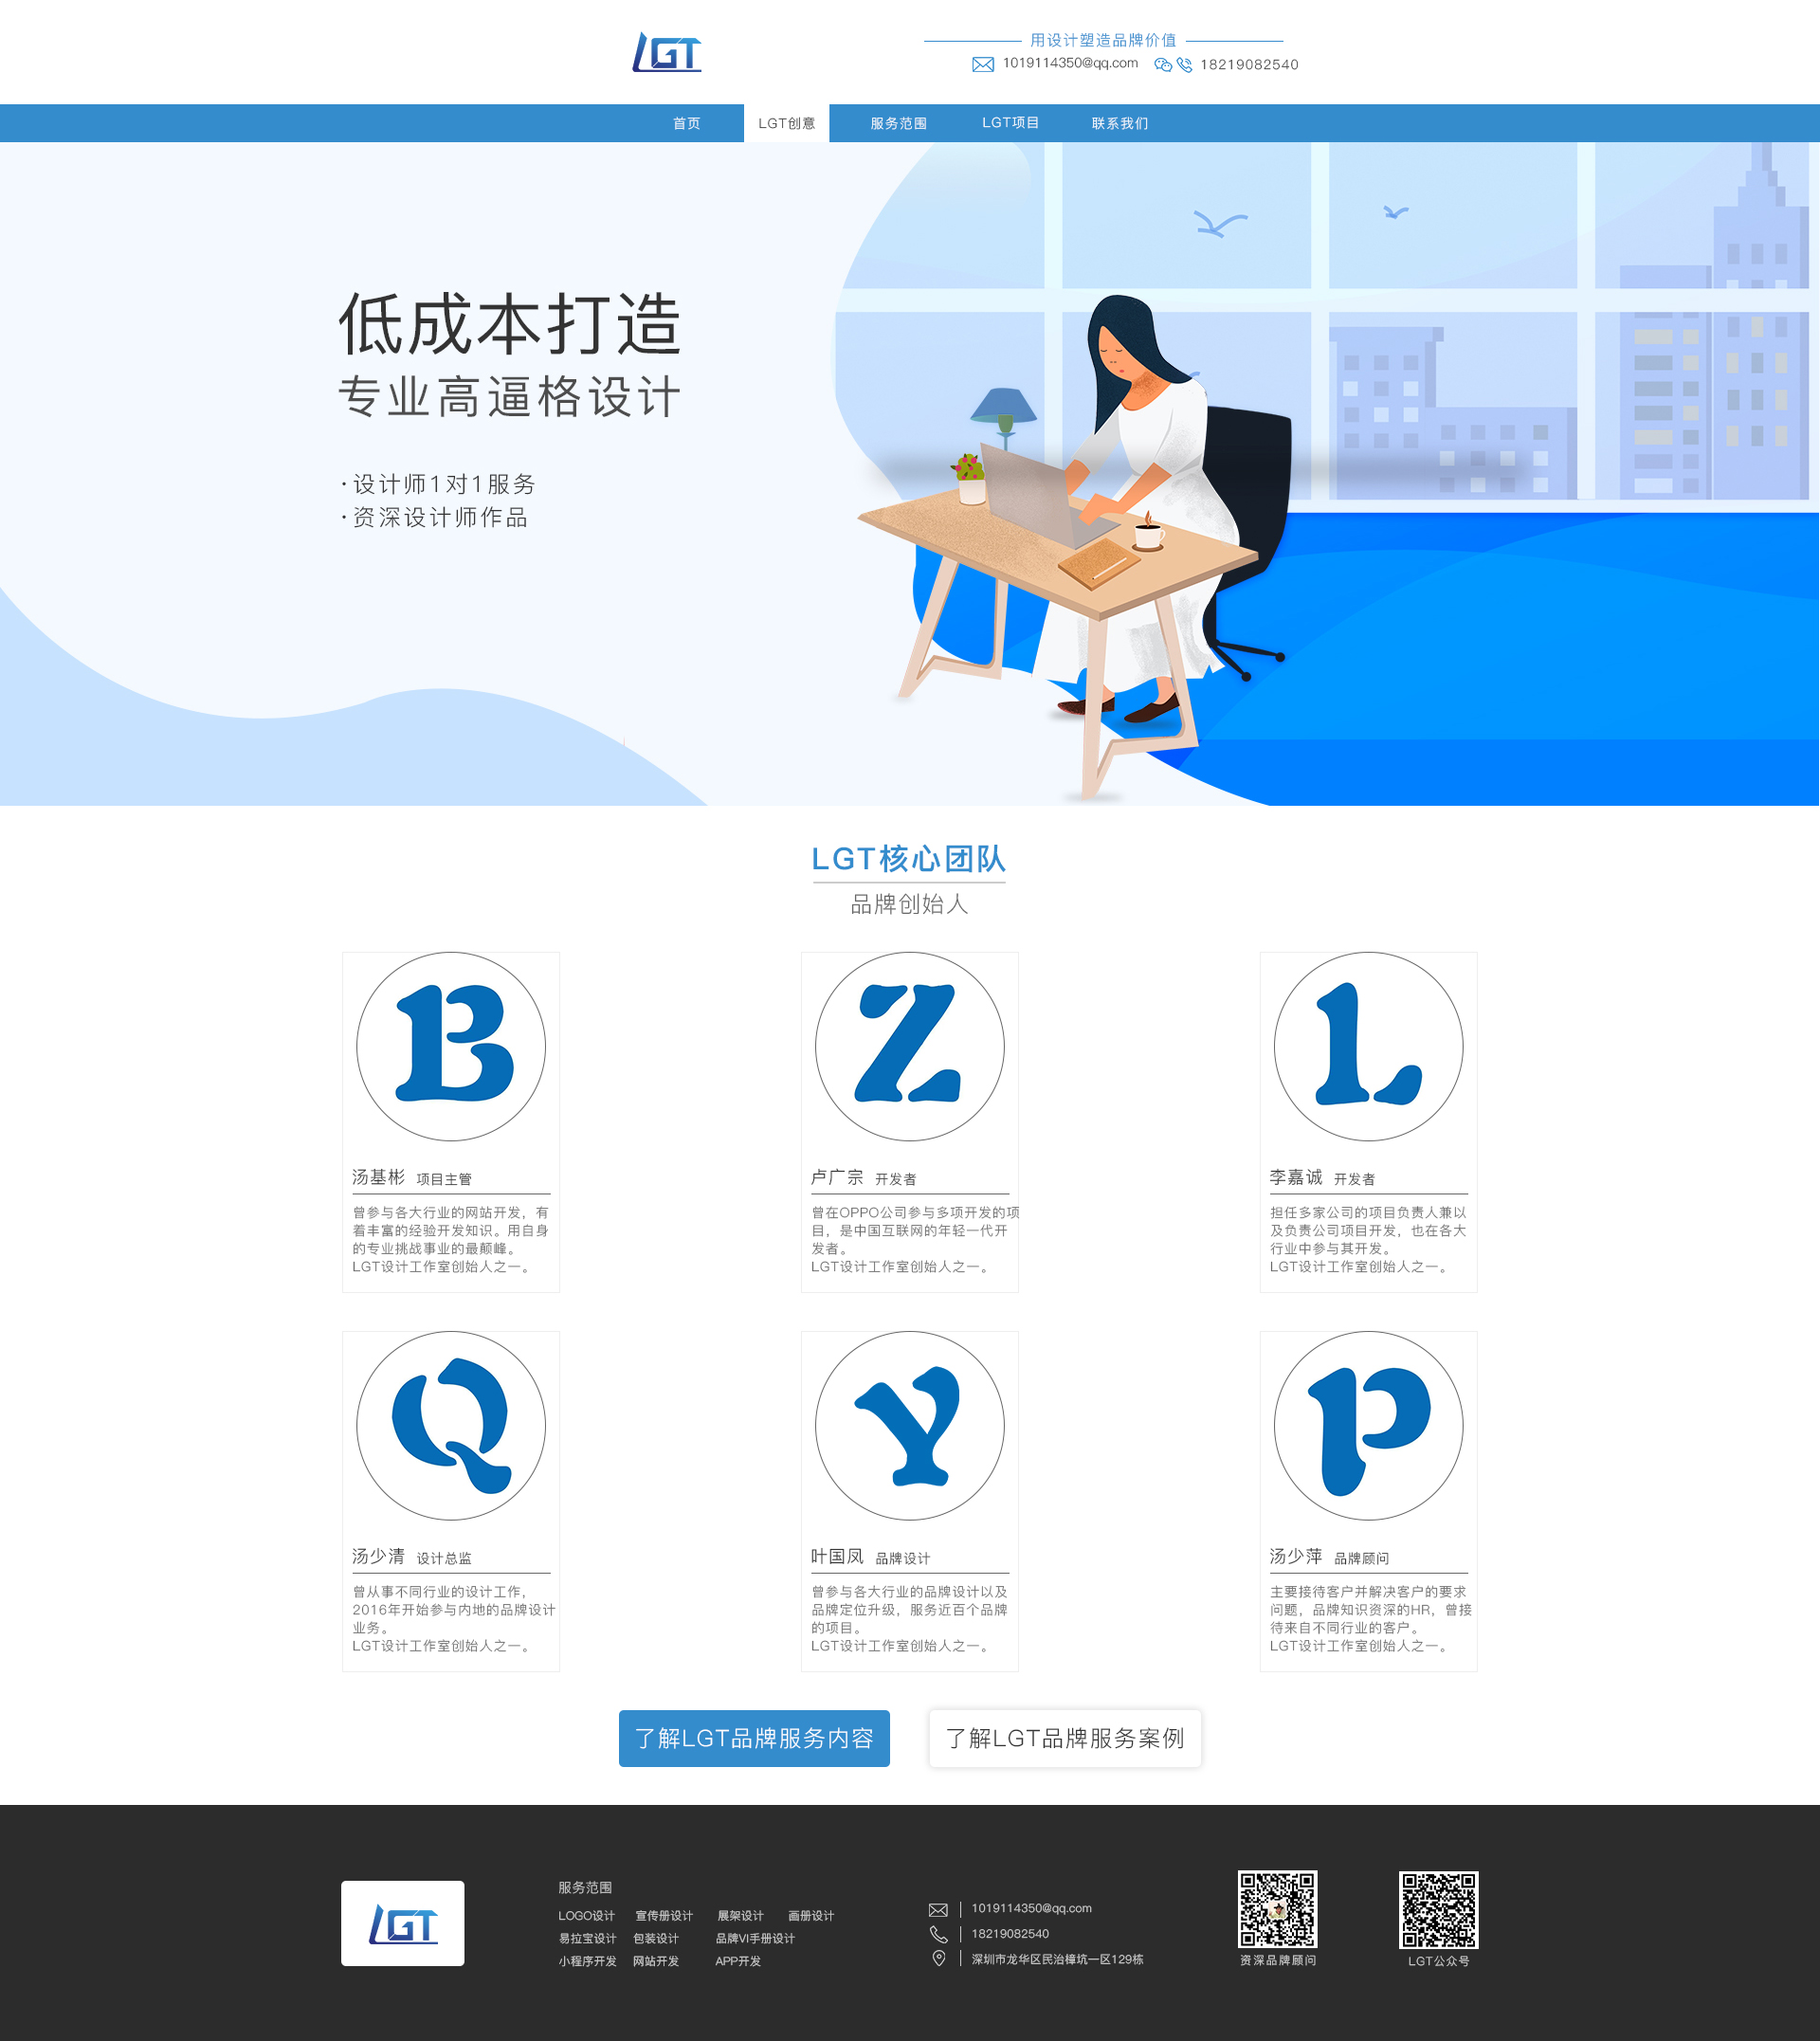 LGT
用设计塑造品牌价值
1019114350@qq.com 18219082540
首页 LGT创意 服务范围 LGT项目 联系我们
低成本打造
专业高逼格设计
·设计师1对1服务
·资深设计师作品
LGT核心团队
品牌创始人
B
汤基彬 项目主管
曾参与各大行业的网站开发，有
着丰富的经验开发知识。用自身
的专业挑战事业的最颠峰。
LGT设计工作室创始人之一。
Z
卢广宗 开发者
曾在OPPO公司参与多项开发的项
目，是中国互联网的年轻一代开
发者。
LGT设计工作室创始人之一。
L
李嘉诚 开发者
担任多家公司的项目负责人兼以
及负责公司项目开发，也在各大
行业中参与其开发。
LGT设计工作室创始人之一。
Q
汤少清 设计总监
曾从事不同行业的设计工作，
2016年开始参与内地的品牌设计
业务。
LGT设计工作室创始人之一。
Y
叶国凤 品牌设计
曾参与各大行业的品牌设计以及
品牌定位升级，服务近百个品牌
的项目。
LGT设计工作室创始人之一。
P
汤少萍 品牌顾问
主要接待客户并解决客户的要求
问题，品牌知识资深的HR，曾接
待来自不同行业的客户。
LGT设计工作室创始人之一。
了解LGT品牌服务内容 了解LGT品牌服务案例
LGT
服务范围
LOGO设计 宣传册设计 展架设计 画册设计
易拉宝设计 包装设计 品牌VI手册设计
小程序开发 网站开发 APP开发
1019114350@qq.com
18219082540
深圳市龙华区民治樟坑一区129栋
资深品牌顾问 LGT公众号